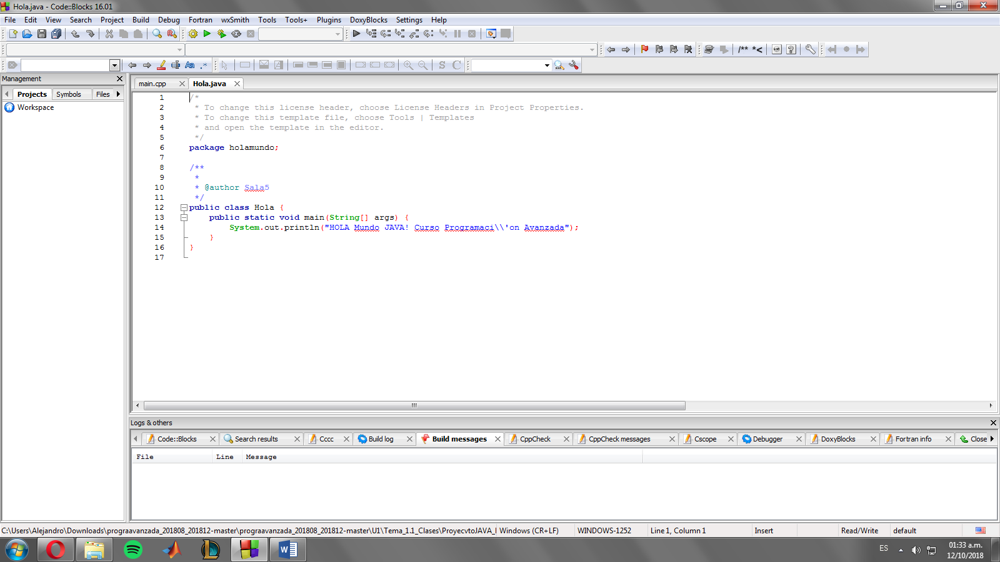 Hola.java - Code::Blocks 16.01
File Edit View Search Project Build Debug Fortran wxSmith Tools Tools+ Plugins DoxyBlocks Settings Help
/** *<
Management
Projects Symbols Files
Workspace
main.cpp Hola.java
1 /*
2 * To change this license header, choose License Headers in Project Properties.
3 * To change this template file, choose Tools | Templates
4 * and open the template in the editor.
5 */
6 package holamundo;
7
8 /**
9 *
10 * @author Sala5
11 */
12 public class Hola {
13 public static void main(String[] args) {
14 System.out.println("HOLA Mundo JAVA! Curso Programaci\\'on Avanzada");
15 }
16 }
17
Logs & others
Code::Blocks Search results Cccc Build log Build messages CppCheck CppCheck messages Cscope Debugger DoxyBlocks Fortran info Close
File Line Message
C:\Users\Alejandro\Downloads\prograavanzada_201808_201812-master\prograavanzada_201808_201812-master\U1\Tema_1.1_Clases\ProyecvtoJAVA_ Windows (CR+LF) WINDOWS-1252 Line 1, Column 1 Insert Read/Write default
ES
01:33 a.m.
12/10/2018